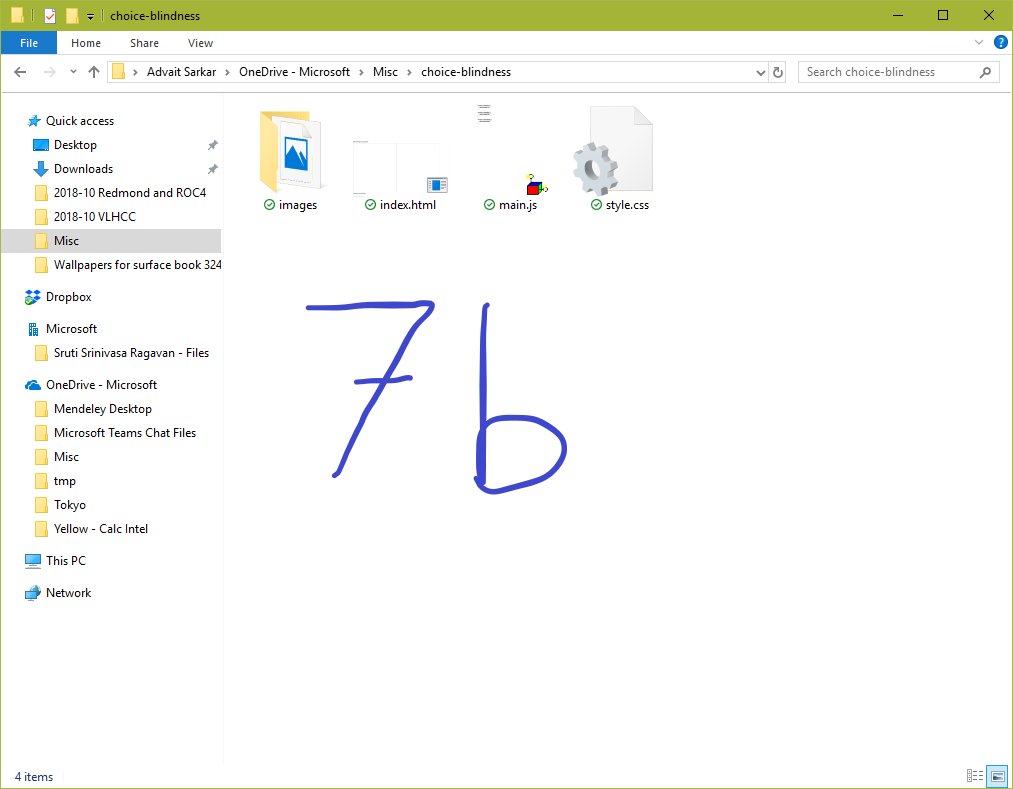 choice-blindness
File Home Share View
Advait Sarkar OneDrive - Microsoft Misc choice-blindness
Search choice-blindness
Quick access
Desktop
Downloads
2018-10 Redmond and ROC4
2018-10 VLHCC
Misc
Wallpapers for surface book 324
Dropbox
Microsoft
Sruti Srinivasa Ragavan - Files
OneDrive - Microsoft
Mendeley Desktop
Microsoft Teams Chat Files
Misc
tmp
Tokyo
Yellow - Calc Intel
This PC
Network
images index.html main.js style.css
7b
4 items